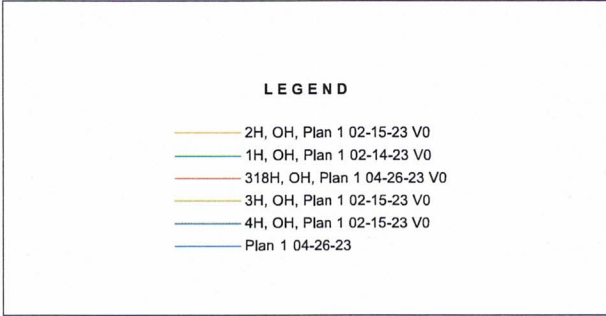 LEGEND
2H, OH, Plan 1 02-15-23 V0
1H, OH, Plan 1 02-14-23 V0
318H, OH, Plan 1 04-26-23 V0
3H, OH, Plan 1 02-15-23 V0
4H, OH, Plan 1 02-15-23 V0
Plan 1 04-26-23